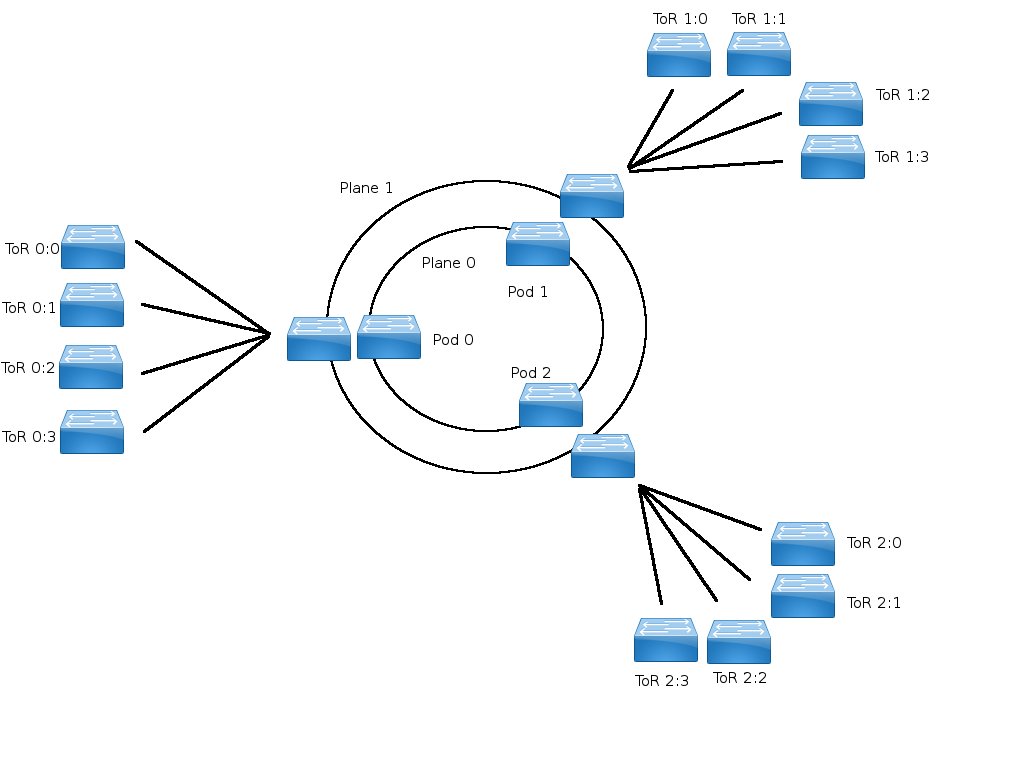 ToR 1:0
ToR 1:1
ToR 1:2
ToR 1:3
Plane 1
ToR 0:0
Plane 0
Pod 1
ToR 0:1
Pod 0
ToR 0:2
Pod 2
ToR 0:3
ToR 2:0
ToR 2:1
ToR 2:3
ToR 2:2